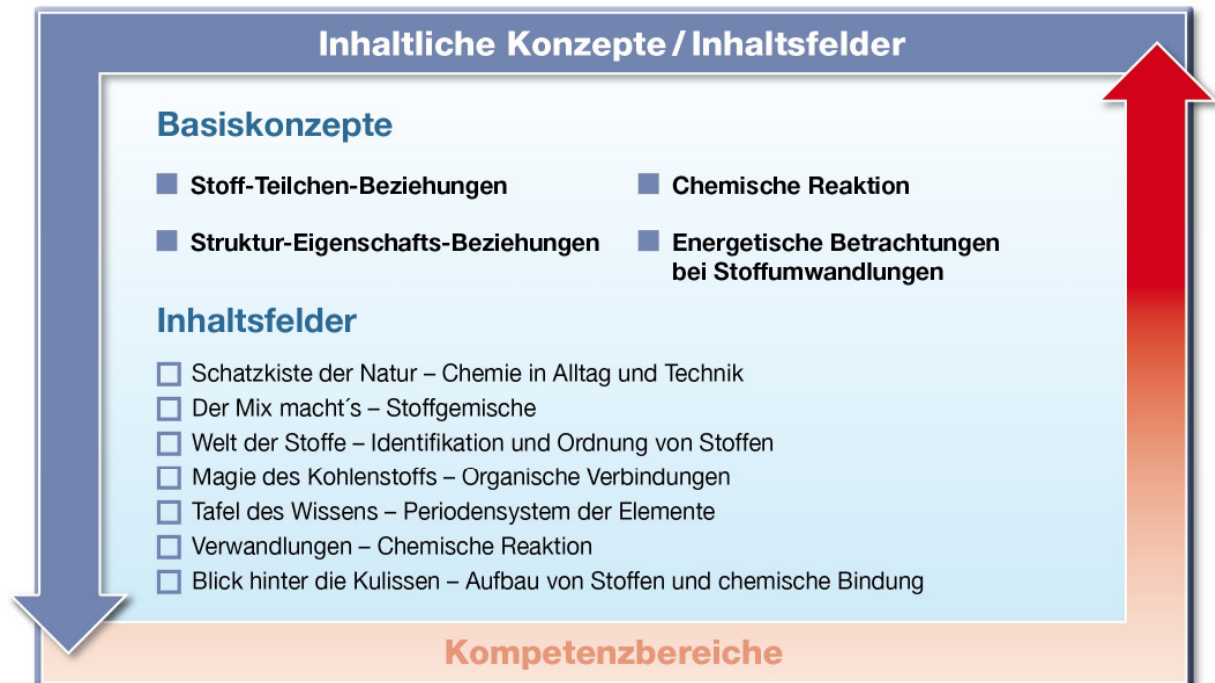 Inhaltliche Konzepte / Inhaltsfelder
Basiskonzepte
Stoff-Teilchen-Beziehungen
Chemische Reaktion
Struktur-Eigenschafts-Beziehungen
Energetische Betrachtungen
bei Stoffumwandlungen
Inhaltsfelder
Schatzkiste der Natur – Chemie in Alltag und Technik
Der Mix macht´s – Stoffgemische
Welt der Stoffe – Identifikation und Ordnung von Stoffen
Magie des Kohlenstoffs – Organische Verbindungen
Tafel des Wissens – Periodensystem der Elemente
Verwandlungen – Chemische Reaktion
Blick hinter die Kulissen – Aufbau von Stoffen und chemische Bindung
Kompetenzbereiche